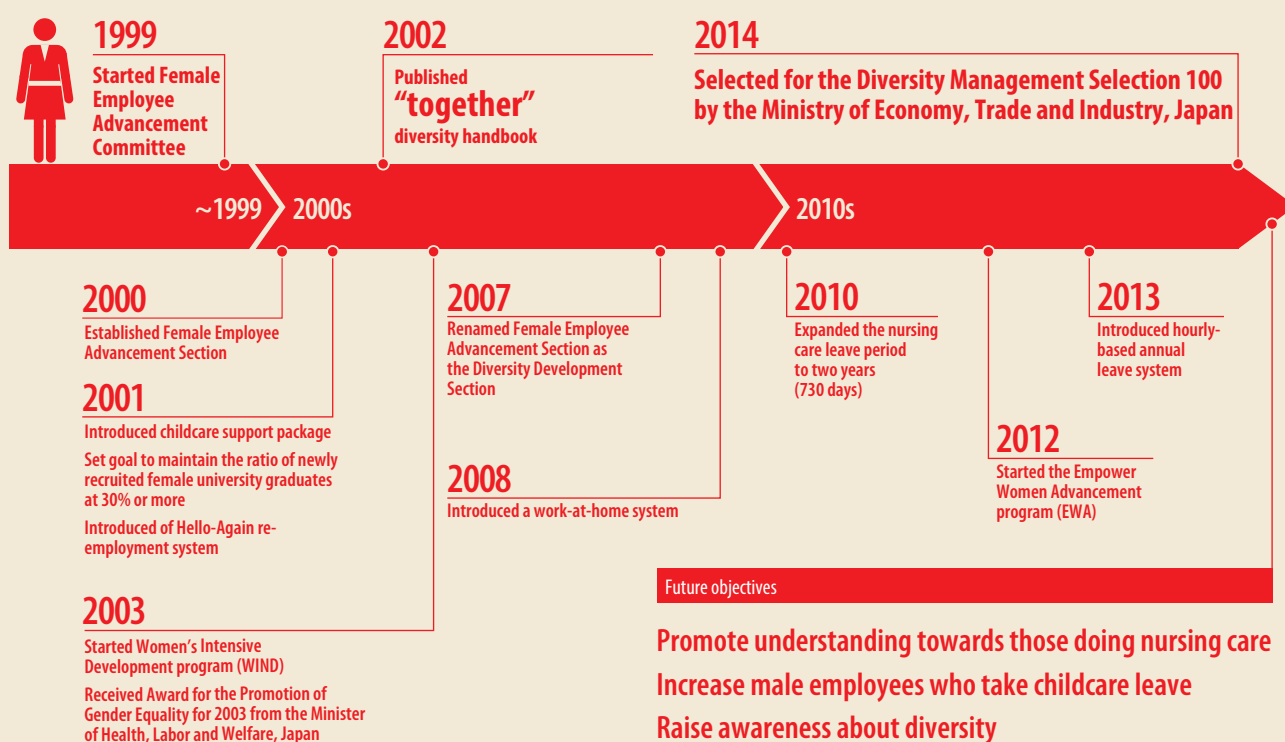 1999
Started Female
Employee
Advancement
Committee
2002
Published
“together”
diversity handbook
2014
Selected for the Diversity Management Selection 100
by the Ministry of Economy, Trade and Industry, Japan
~1999
2000s
2010s
2000
Established Female Employee
Advancement Section
2001
Introduced childcare support package
Set goal to maintain the ratio of newly
recruited female university graduates
at 30% or more
Introduced of Hello-Again re-
employment system
2003
Started Women’s Intensive
Development program (WIND)
Received Award for the Promotion of
Gender Equality for 2003 from the Minister
of Health, Labor and Welfare, Japan
2007
Renamed Female Employee
Advancement Section as
the Diversity Development
Section
2008
Introduced a work-at-home system
2010
Expanded the nursing
care leave period
to two years
(730 days)
2012
Started the Empower
Women Advancement
program (EWA)
2013
Introduced hourly-
based annual
leave system
Future objectives
Promote understanding towards those doing nursing care
Increase male employees who take childcare leave
Raise awareness about diversity